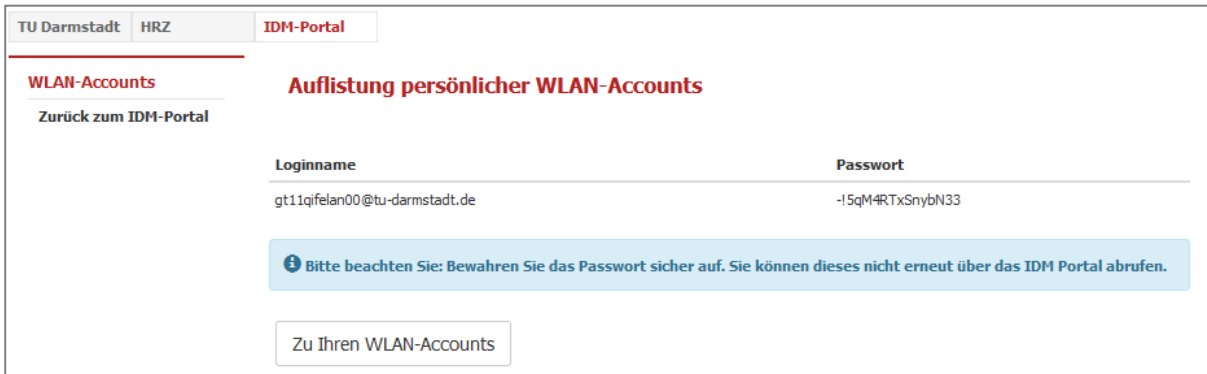 TU Darmstadt HRZ IDM-Portal
WLAN-Accounts
Zurück zum IDM-Portal
Auflistung persönlicher WLAN-Accounts
Loginname Passwort
gt11qifelan00@tu-darmstadt.de -!5qM4RTxSnybN33
Bitte beachten Sie: Bewahren Sie das Passwort sicher auf. Sie können dieses nicht erneut über das IDM Portal abrufen.
Zu Ihren WLAN-Accounts